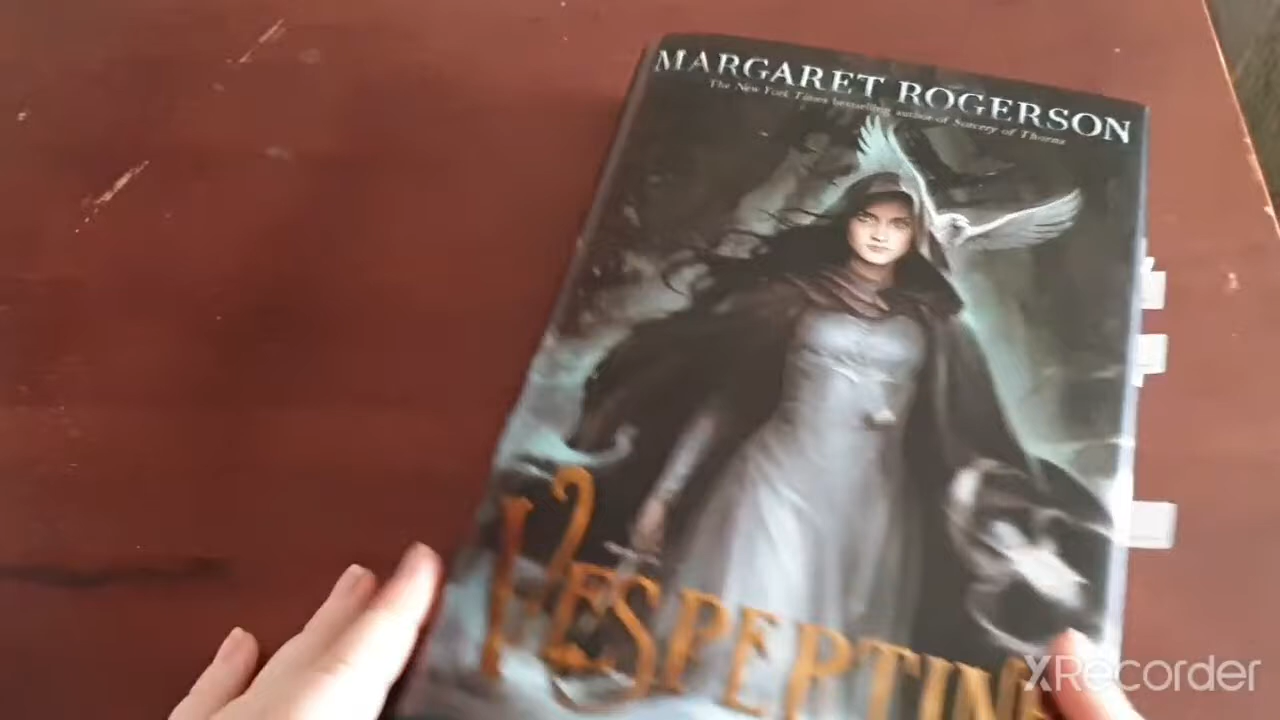 MARGARET ROGERSON
The New York Times bestselling author of Sorcery of Thorns
VESPERTINE
XRecorder